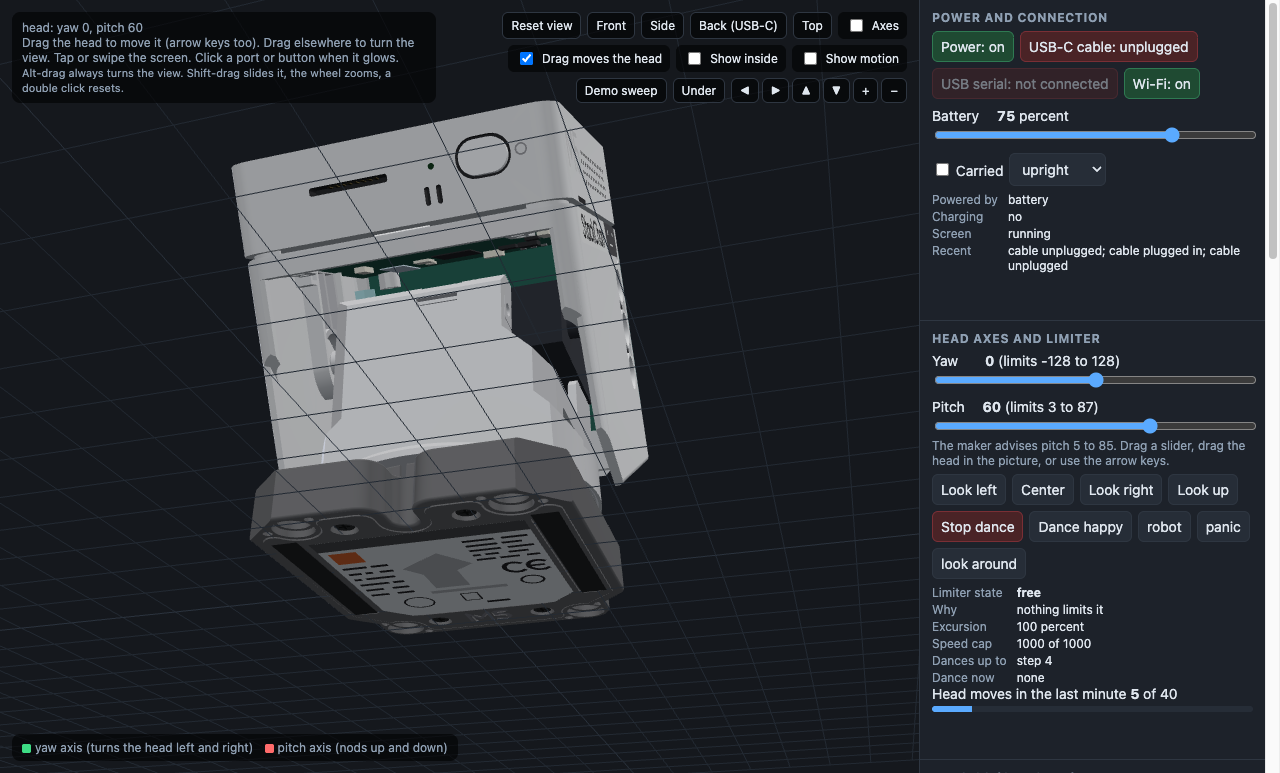 head: yaw 0, pitch 60
Drag the head to move it (arrow keys too). Drag elsewhere to turn the
view. Tap or swipe the screen. Click a port or button when it glows.
Alt-drag always turns the view. Shift-drag slides it, the wheel zooms, a
double click resets.
Reset view Front Side Back (USB-C) Top Axes
Drag moves the head Show inside Show motion
Demo sweep Under ◀ ▶ ▲ ▼ + −
CE
M5
yaw axis (turns the head left and right) pitch axis (nods up and down)
POWER AND CONNECTION
Power: on USB-C cable: unplugged
USB serial: not connected Wi-Fi: on
Battery 75 percent
Carried upright
Powered by battery
Charging no
Screen running
Recent cable unplugged; cable plugged in; cable
unplugged
HEAD AXES AND LIMITER
Yaw 0 (limits -128 to 128)
Pitch 60 (limits 3 to 87)
The maker advises pitch 5 to 85. Drag a slider, drag the
head in the picture, or use the arrow keys.
Look left Center Look right Look up
Stop dance Dance happy robot panic
look around
Limiter state free
Why nothing limits it
Excursion 100 percent
Speed cap 1000 of 1000
Dances up to step 4
Dance now none
Head moves in the last minute 5 of 40